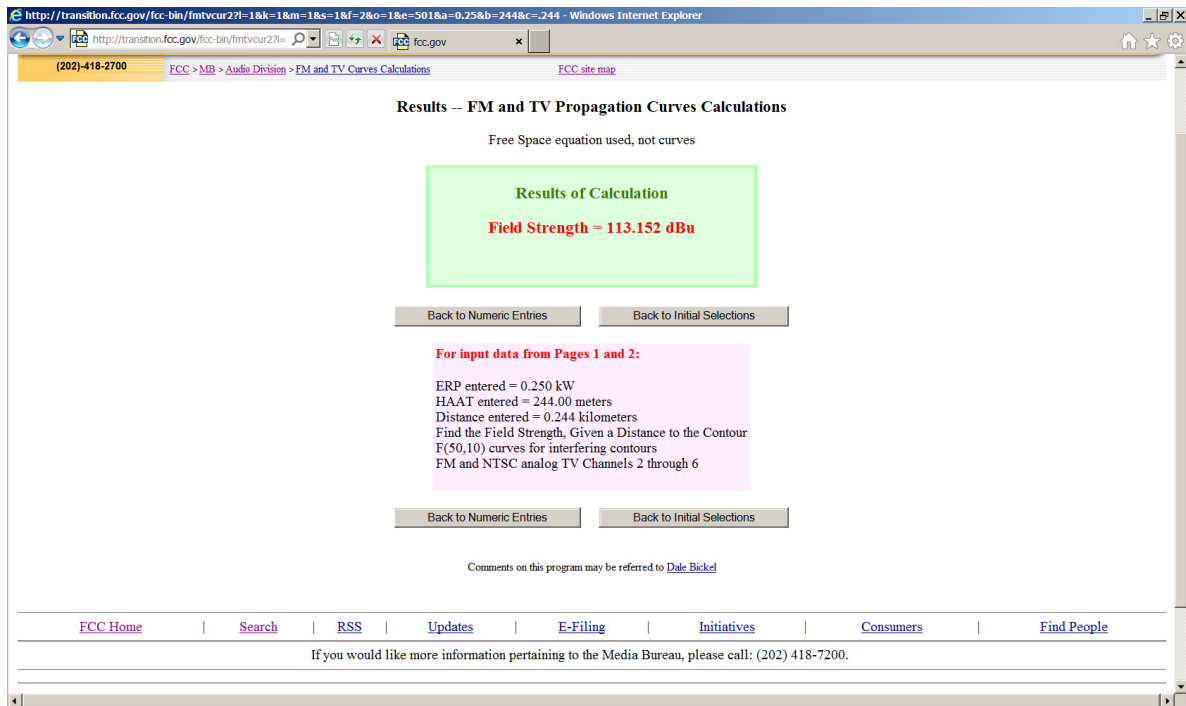 http://transition.fcc.gov/fcc-bin/fmtvcur2?l=1&k=1&m=1&s=1&f=2&o=1&e=501&a=0.25&b=244&c=.244 - Windows Internet Explorer
http://transition.fcc.gov/fcc-bin/fmtvcur2?l= fcc.gov
(202)-418-2700 FCC > MB > Audio Division > FM and TV Curves Calculations FCC site map
Results -- FM and TV Propagation Curves Calculations
Free Space equation used, not curves
Results of Calculation
Field Strength = 113.152 dBu
Back to Numeric Entries Back to Initial Selections
For input data from Pages 1 and 2:
ERP entered = 0.250 kW
HAAT entered = 244.00 meters
Distance entered = 0.244 kilometers
Find the Field Strength, Given a Distance to the Contour
F(50,10) curves for interfering contours
FM and NTSC analog TV Channels 2 through 6
Back to Numeric Entries Back to Initial Selections
Comments on this program may be referred to Dale Bickel
FCC Home | Search | RSS | Updates | E-Filing | Initiatives | Consumers | Find People
If you would like more information pertaining to the Media Bureau, please call: (202) 418-7200.